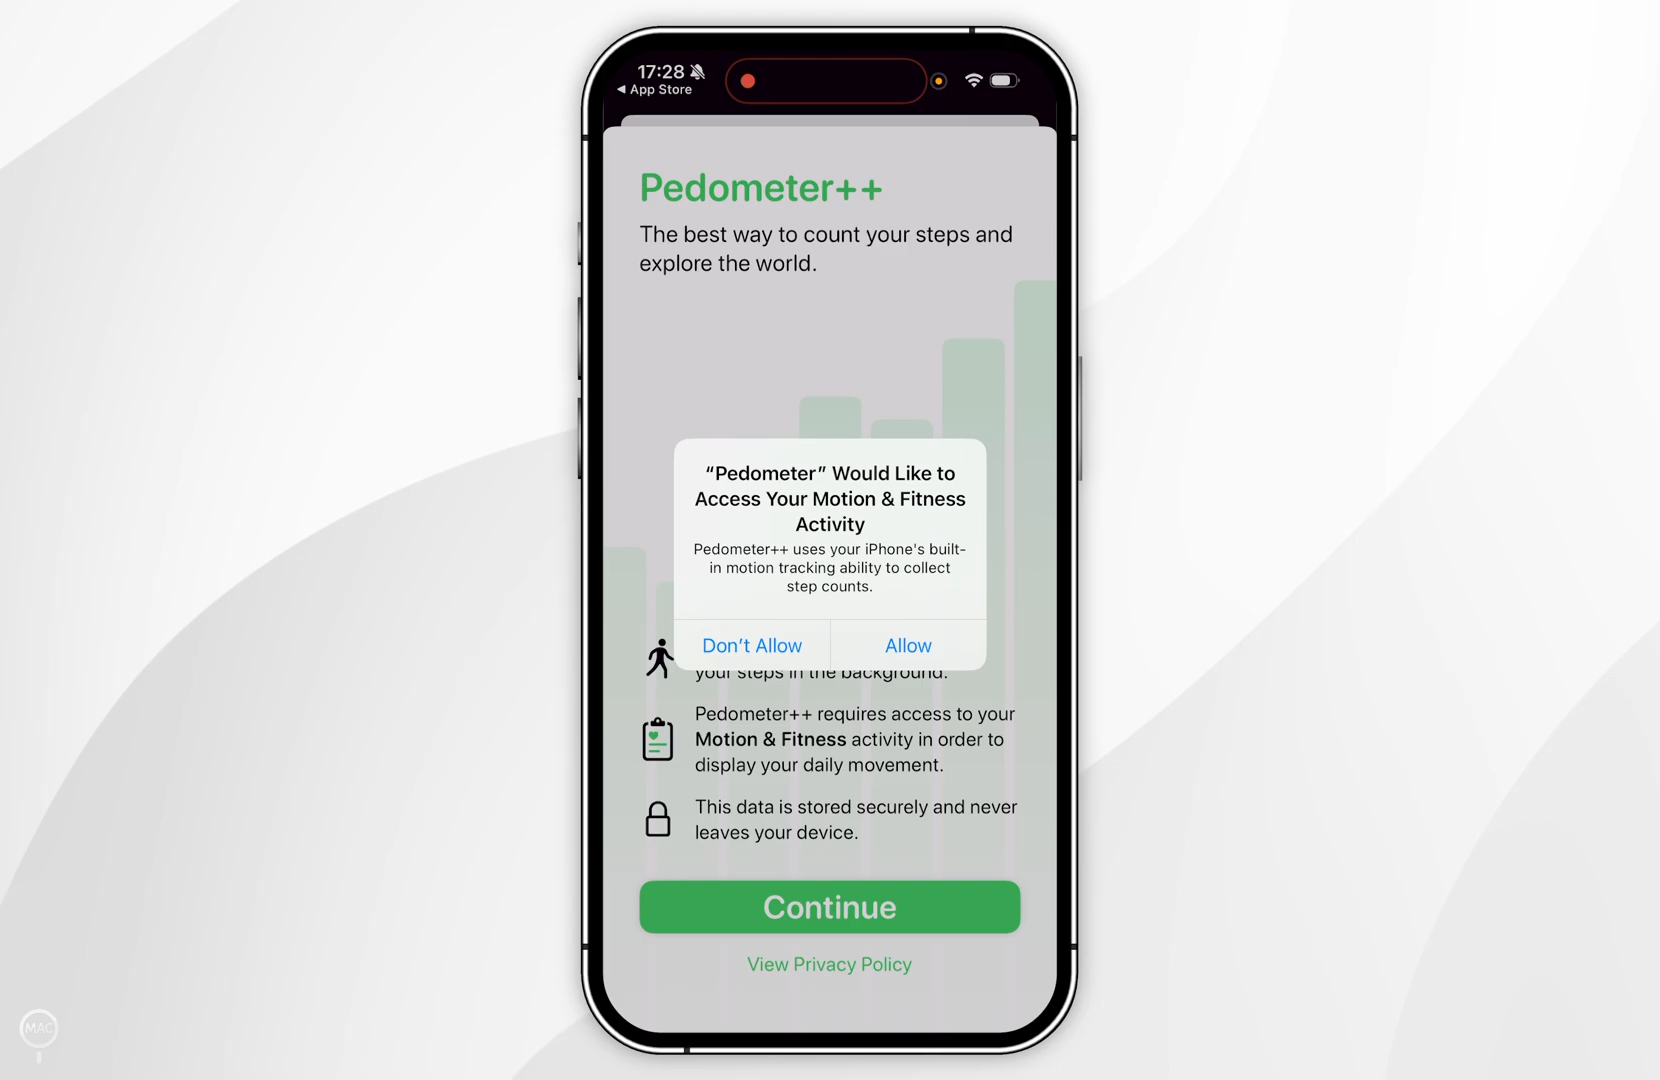 17:28
◀ App Store
Pedometer++
The best way to count your steps and
explore the world.
“Pedometer” Would Like to
Access Your Motion & Fitness
Activity
Pedometer++ uses your iPhone's built-
in motion tracking ability to collect
step counts.
Don’t Allow
Allow
your steps in the background.
Pedometer++ requires access to your
Motion & Fitness activity in order to
display your daily movement.
This data is stored securely and never
leaves your device.
Continue
View Privacy Policy
MAC